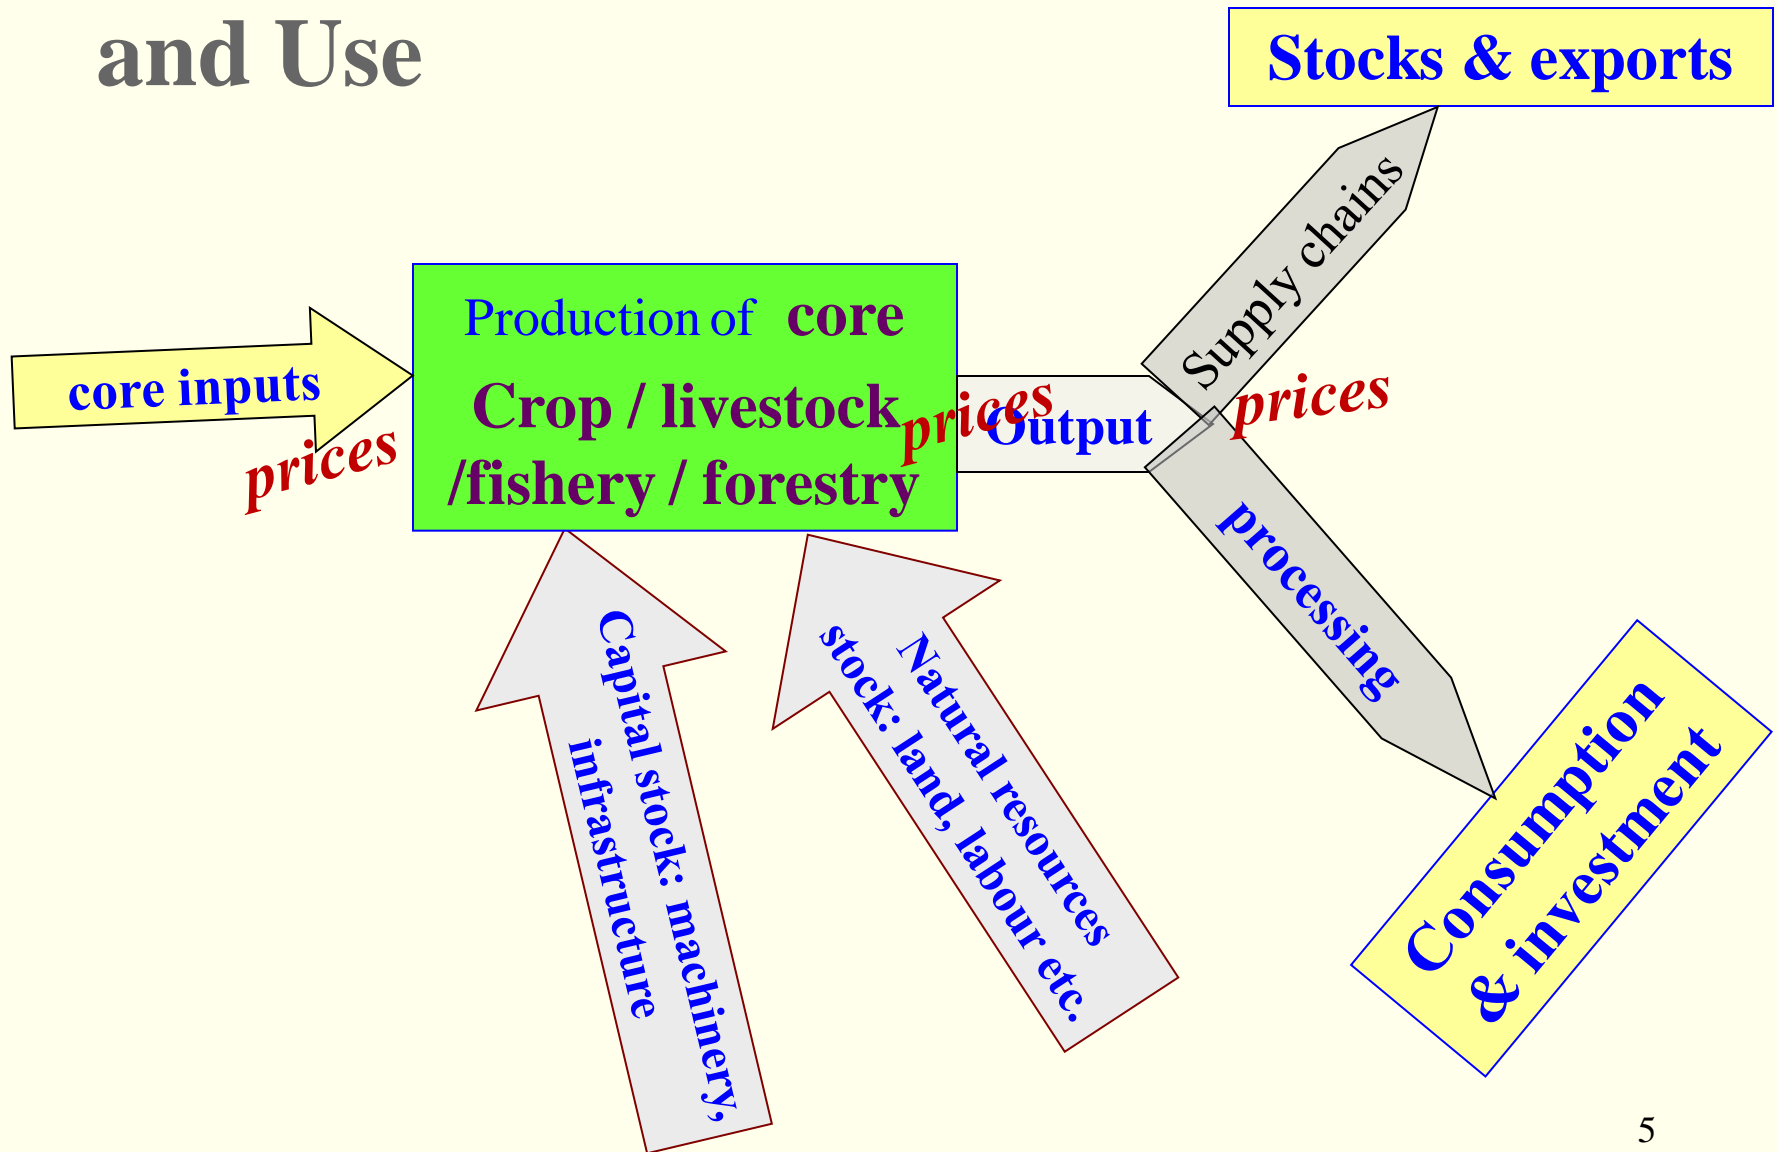 and Use
Stocks & exports
Supply chains
Production of core
Crop / livestock
/fishery / forestry
core inputs
prices
prices
Output
prices
processing
Capital stock: machinery,
infrastructure
Natural resources
stock: land, labour etc.
Consumption
& investment
5